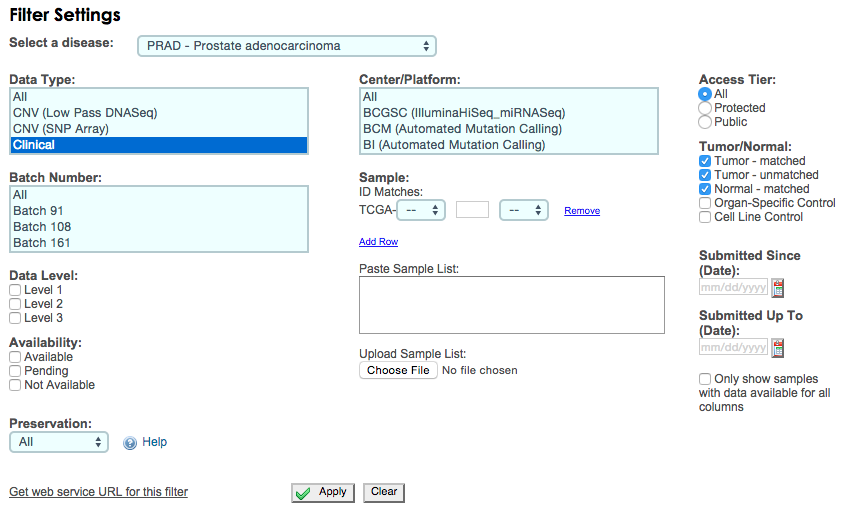 Filter Settings
Select a disease: PRAD - Prostate adenocarcinoma
Data Type:
All
CNV (Low Pass DNASeq)
CNV (SNP Array)
Clinical
Center/Platform:
All
BCGSC (IlluminaHiSeq_miRNASeq)
BCM (Automated Mutation Calling)
BI (Automated Mutation Calling)
Access Tier:
All
Protected
Public
Tumor/Normal:
Tumor - matched
Tumor - unmatched
Normal - matched
Organ-Specific Control
Cell Line Control
Batch Number:
All
Batch 91
Batch 108
Batch 161
Sample:
ID Matches:
TCGA- -- -- Remove
Add Row
Data Level:
Level 1
Level 2
Level 3
Paste Sample List:
Submitted Since
(Date):
mm/dd/yyyy
Submitted Up To
(Date):
mm/dd/yyyy
Availability:
Available
Pending
Not Available
Upload Sample List:
Choose File No file chosen
Only show samples
with data available for all
columns
Preservation:
All Help
Get web service URL for this filter Apply Clear